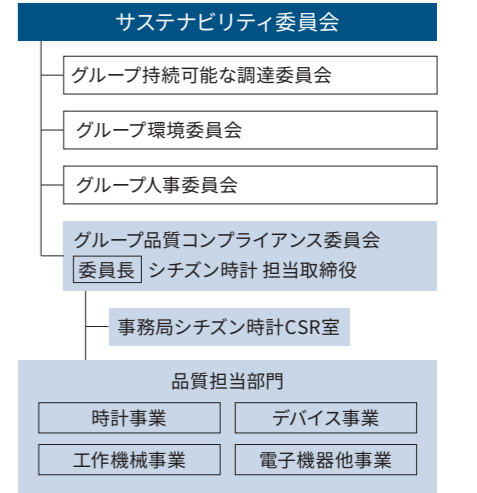 サステナビリティ委員会
グループ持続可能な調達委員会
グループ環境委員会
グループ人事委員会
グループ品質コンプライアンス委員会
委員長 シチズン時計 担当取締役
事務局シチズン時計CSR室
品質担当部門
時計事業 デバイス事業
工作機械事業 電子機器他事業